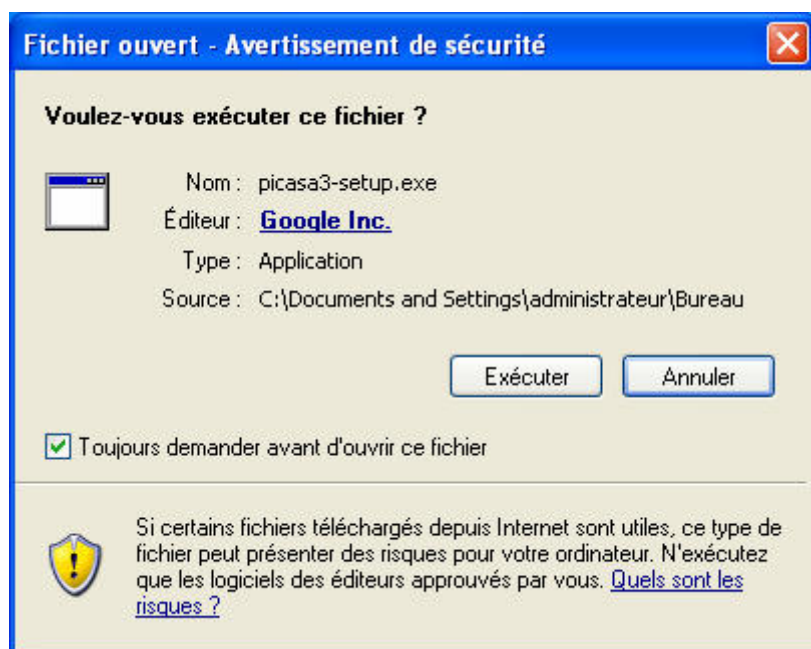 Fichier ouvert - Avertissement de sécurité
Voulez-vous exécuter ce fichier ?
Nom : picasa3-setup.exe
Éditeur : Google Inc.
Type : Application
Source : C:\Documents and Settings\administrateur\Bureau
Exécuter Annuler
Toujours demander avant d'ouvrir ce fichier
Si certains fichiers téléchargés depuis Internet sont utiles, ce type de
fichier peut présenter des risques pour votre ordinateur. N'exécutez
que les logiciels des éditeurs approuvés par vous. Quels sont les
risques ?